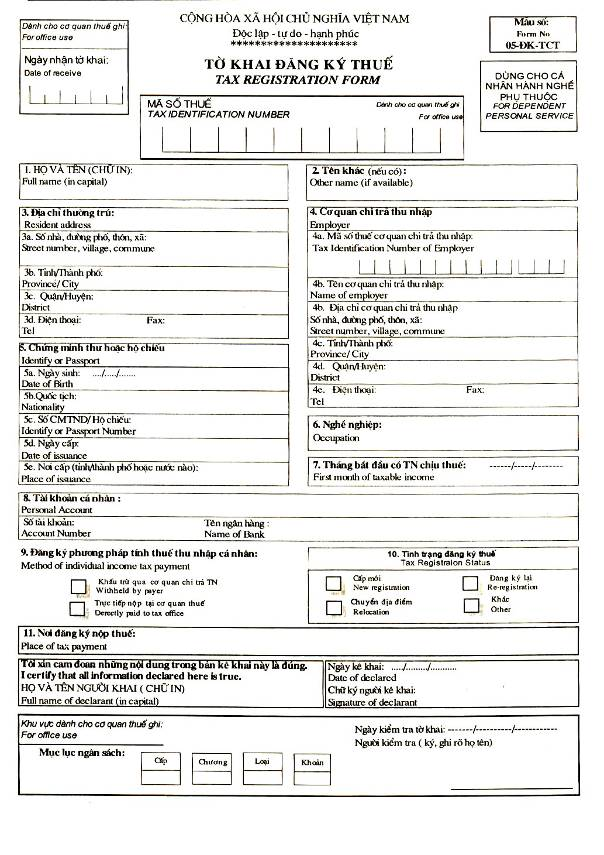 Dành cho cơ quan thuế ghi:
For office use
Ngày nhận tờ khai:
Date of receive
CỘNG HÒA XÃ HỘI CHỦ NGHĨA VIỆT NAM
Độc lập - tự do - hạnh phúc
********************
TỜ KHAI ĐĂNG KÝ THUẾ
TAX REGISTRATION FORM
Mẫu số:
Form No
05-ĐK-TCT
MÃ SỐ THUẾ
TAX IDENTIFICATION NUMBER
Dành cho cơ quan thuế ghi
For office use
DÙNG CHO CÁ
NHÂN HÀNH NGHỀ
PHỤ THUỘC
FOR DEPENDENT
PERSONAL SERVICE
1. HỌ VÀ TÊN (CHỮ IN):
Full name (in capital)
2. Tên khác (nếu có):
Other name (if available)
3. Địa chỉ thường trú:
Resident address
3a. Số nhà, đường phố, thôn, xã:
Street number, village, commune
3b. Tỉnh/Thành phố:
Province/ City
3c. Quận/Huyện:
District
3d. Điện thoại: Fax:
Tel
4. Cơ quan chi trả thu nhập
Employer
4a. Mã số thuế cơ quan chi trả thu nhập:
Tax Identification Number of Employer
4b. Tên cơ quan chi trả thu nhập:
Name of employer
4b. Địa chỉ cơ quan chi trả thu nhập
Số nhà, đường phố, thôn, xã:
Street number, village, commune
4c. Tỉnh/Thành phố:
Province/ City
4d. Quận/Huyện:
District
4e. Điện thoại: Fax:
Tel
5. Chứng minh thư hoặc hộ chiếu
Identify or Passport
5a. Ngày sinh: ..../...../.......
Date of Birth
5b.Quốc tịch:
Nationality
5c. Số CMTND/ Hộ chiếu:
Identify or Passport Number
5d. Ngày cấp:
Date of issuance
5e. Nơi cấp (tỉnh/thành phố hoặc nước nào):
Place of issuance
6. Nghề nghiệp:
Occupation
7. Tháng bắt đầu có TN chịu thuế: ------/-----/--------
First month of taxable income
8. Tài khoản cá nhân :
Personal Account
Số tài khoản: Tên ngân hàng :
Account Number Name of Bank
9. Đăng ký phương pháp tính thuế thu nhập cá nhân:
Method of individual income tax payment
Khấu trừ qua cơ quan chi trả TN
Withheld by payer
Trực tiếp nộp tại cơ quan thuế
Derectly paid to tax office
10. Tình trạng đăng ký thuế
Tax Registraion Status
Cấp mới
New registration
Đăng ký lại
Re-registration
Chuyển địa điểm
Relocation
Khác
Other
11. Nơi đăng ký nộp thuế:
Place of tax payment
Tôi xin cam đoan những nội dung trong bản kê khai này là đúng.
I certify that all information declared here is true.
HỌ VÀ TÊN NGƯỜI KHAI ( CHỮ IN)
Full name of declarant (in capital)
Ngày kê khai: ...../........./...........
Date of declared
Chữ ký người kê khai:
Signature of declarant
Khu vực dành cho cơ quan thuế ghi:
For office use
Ngày kiểm tra tờ khai: -------/----------/-----------
Người kiểm tra ( ký, ghi rõ họ tên)
Mục lục ngân sách:
Cấp
Chương
Loại
Khoản